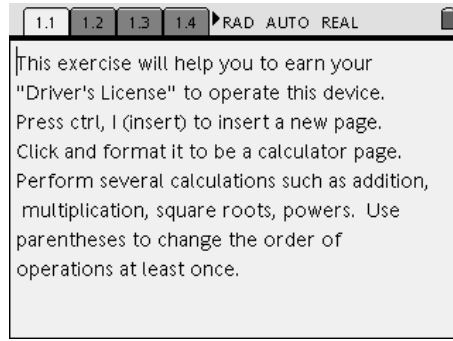 1.1 1.2 1.3 1.4 RAD AUTO REAL
This exercise will help you to earn your
"Driver's License" to operate this device.
Press ctrl, I (insert) to insert a new page.
Click and format it to be a calculator page.
Perform several calculations such as addition,
multiplication, square roots, powers.  Use
parentheses to change the order of
operations at least once.